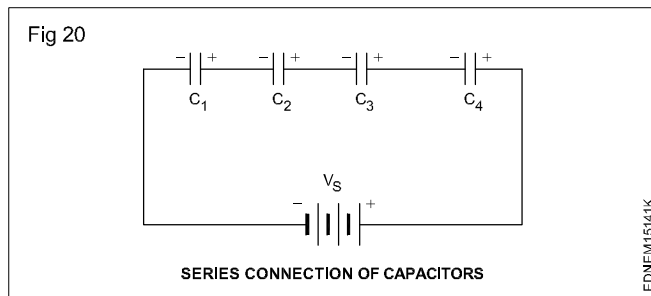 Fig 20
− + − + − + − +
C1 C2 C3 C4
VS
− +
SERIES CONNECTION OF CAPACITORS
EDNEM15141K